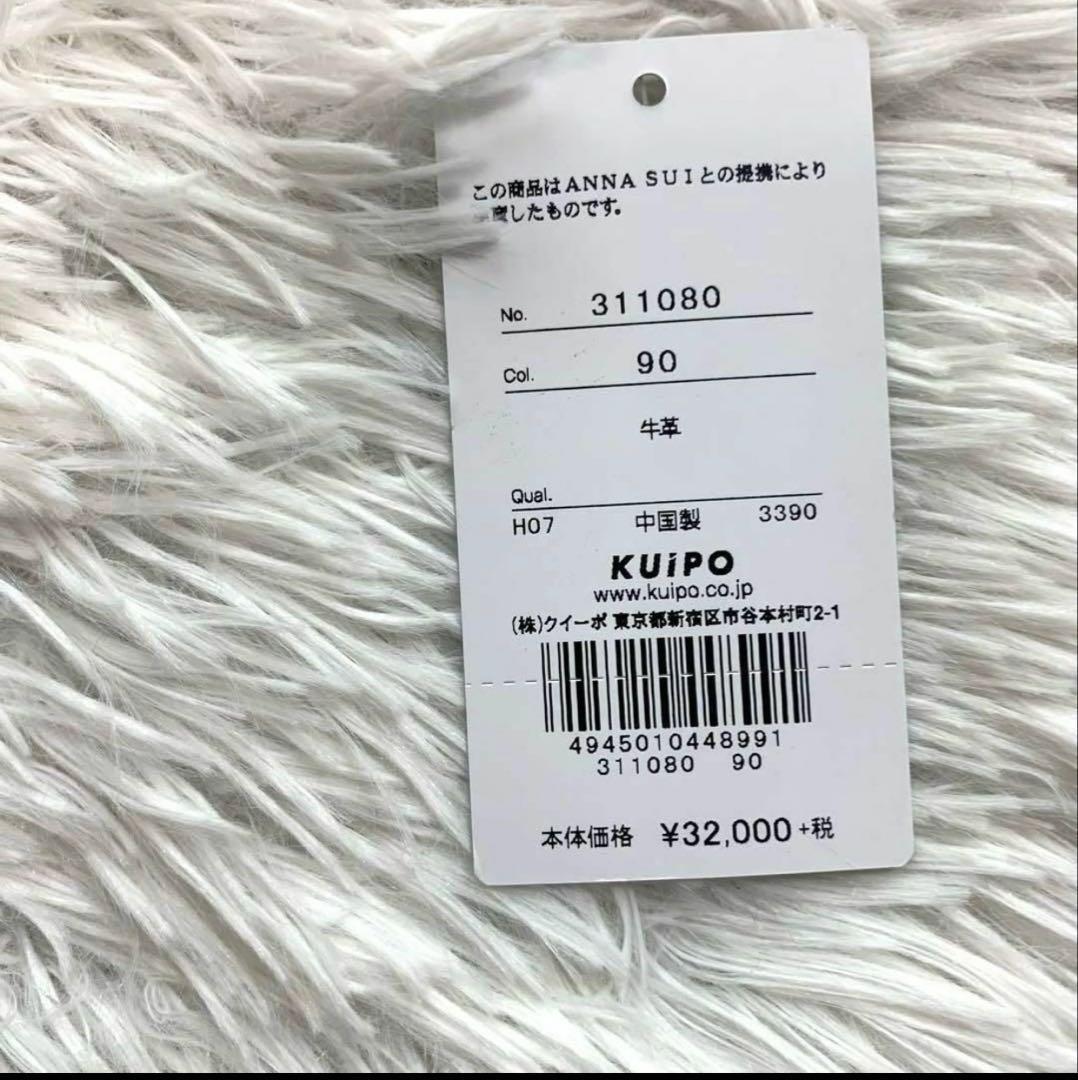 この商品はANNA SUIとの提携により
産したものです。
No. 311080
Col. 90
牛革
Qual.
H07 中国製 3390
KUiPO
www.kuipo.co.jp
(株)クイーポ 東京都新宿区市谷本村町2-1
4945010448991
311080 90
本体価格 ¥32,000+税